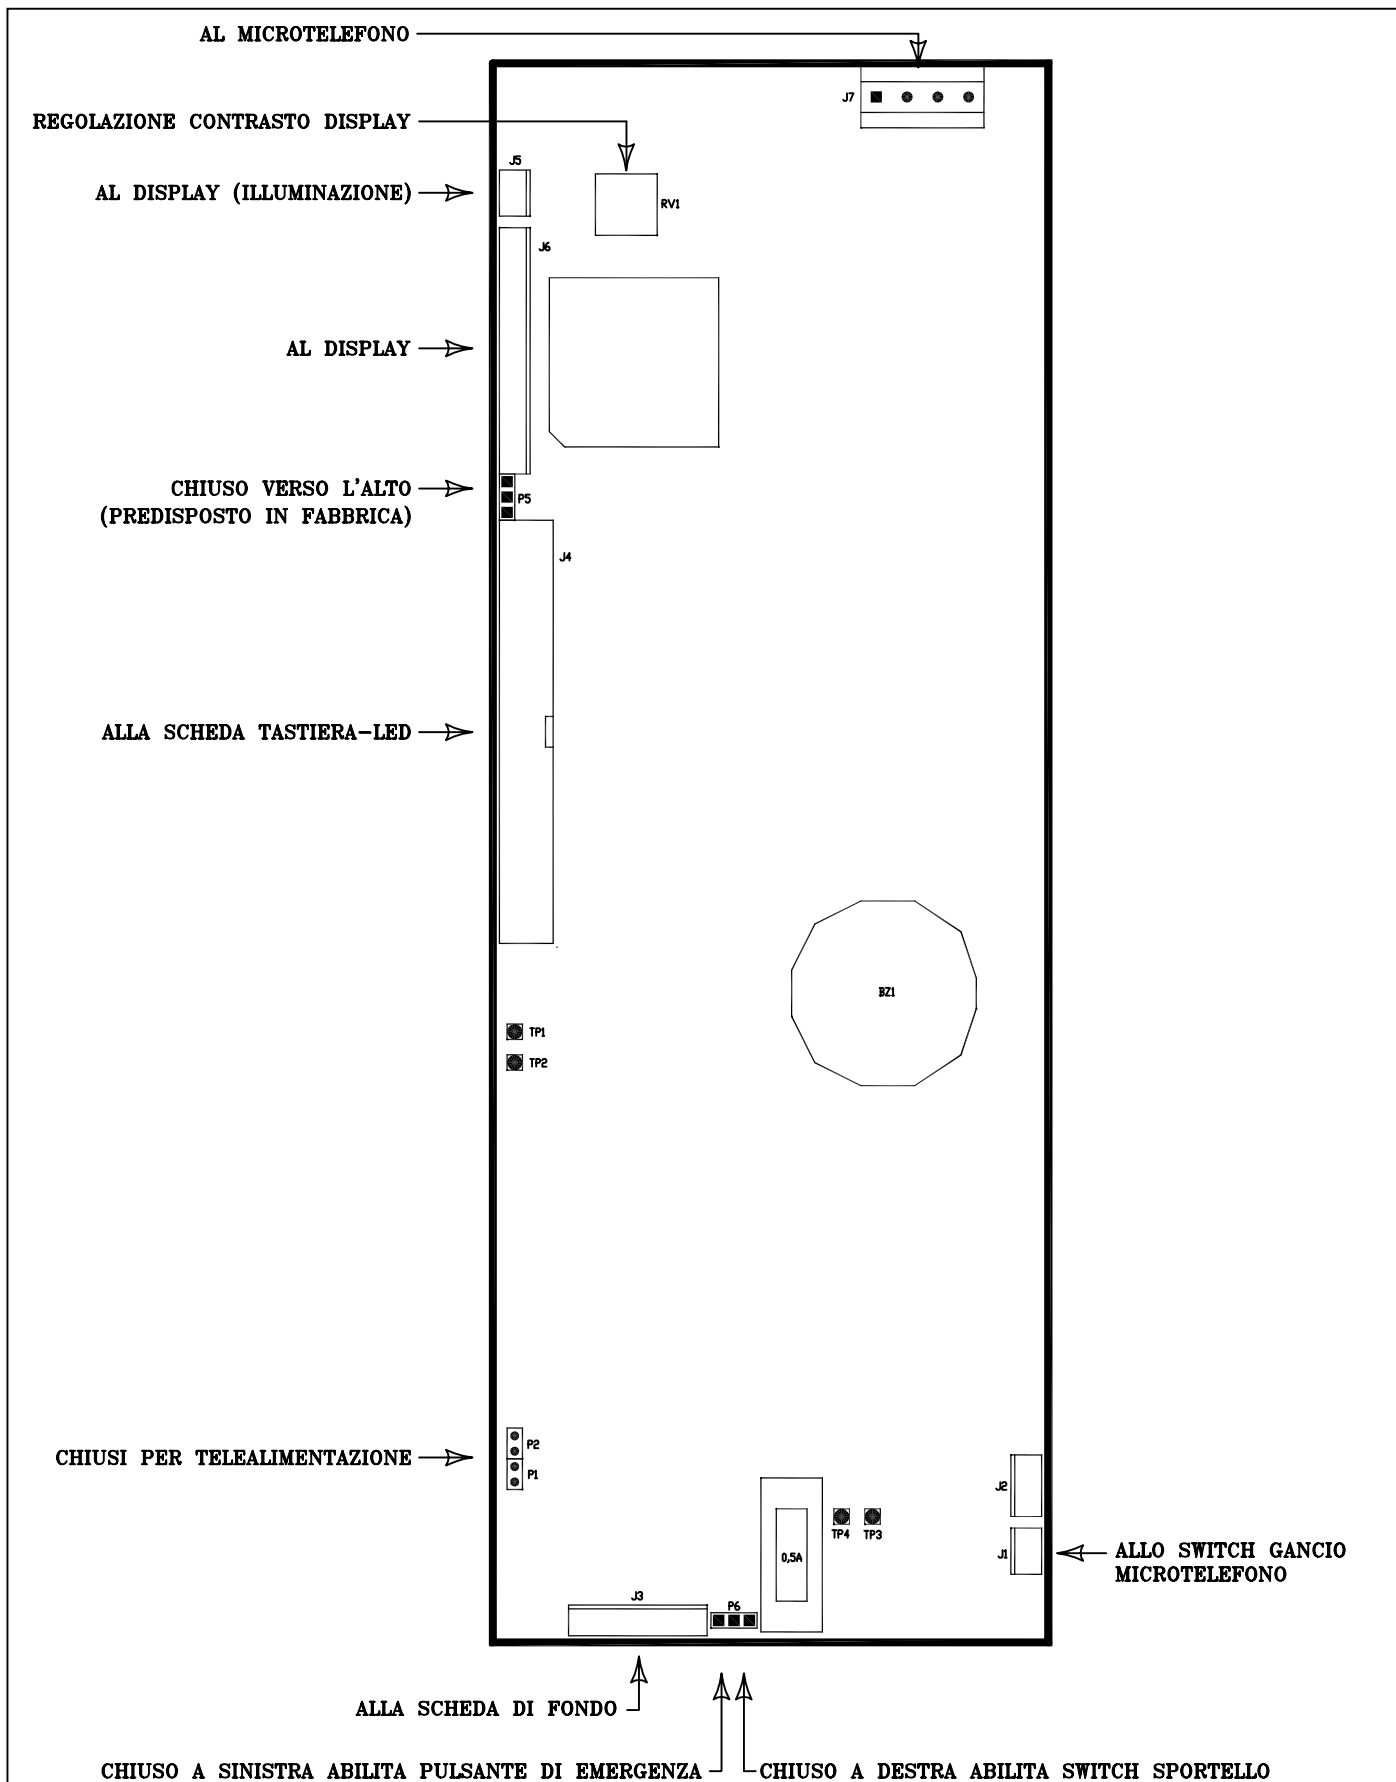 AL MICROTELEFONO
J7
REGOLAZIONE CONTRASTO DISPLAY
J5
AL DISPLAY (ILLUMINAZIONE)
RV1
J6
AL DISPLAY
CHIUSO VERSO L'ALTO
(PREDISPOSTO IN FABBRICA)
P5
J4
ALLA SCHEDA TASTIERA-LED
BZ1
TP1
TP2
P2
CHIUSI PER TELEALIMENTAZIONE
P1
J2
TP4 TP3
0,5A
J1
ALLO SWITCH GANCIO
MICROTELEFONO
J3
P6
ALLA SCHEDA DI FONDO
CHIUSO A SINISTRA ABILITA PULSANTE DI EMERGENZA
CHIUSO A DESTRA ABILITA SWITCH SPORTELLO